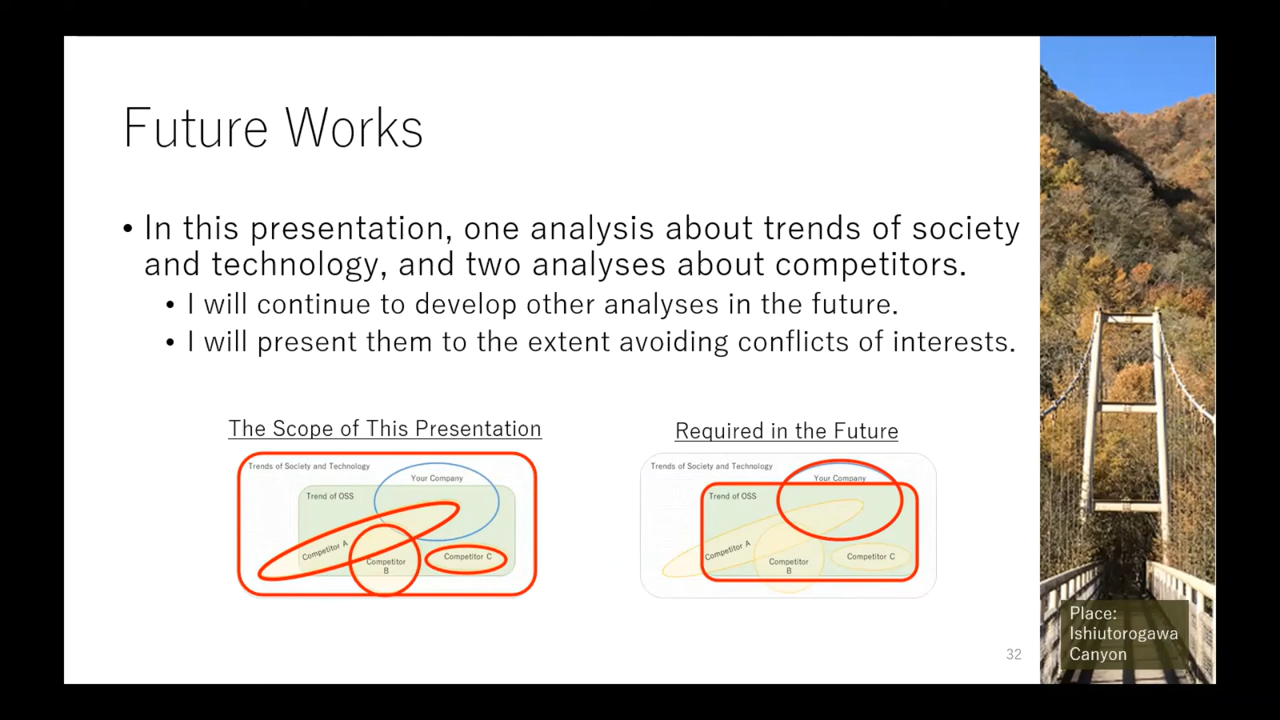 Future Works
• In this presentation, one analysis about trends of society
and technology, and two analyses about competitors.
• I will continue to develop other analyses in the future.
• I will present them to the extent avoiding conflicts of interests.
The Scope of This Presentation
Trends of Society and Technology
Your Company
Trend of OSS
Competitor A
Competitor
B
Competitor C
Required in the Future
Trends of Society and Technology
Your Company
Trend of OSS
Competitor A
Competitor
B
Competitor C
Place:
Ishiutorogawa
Canyon
32